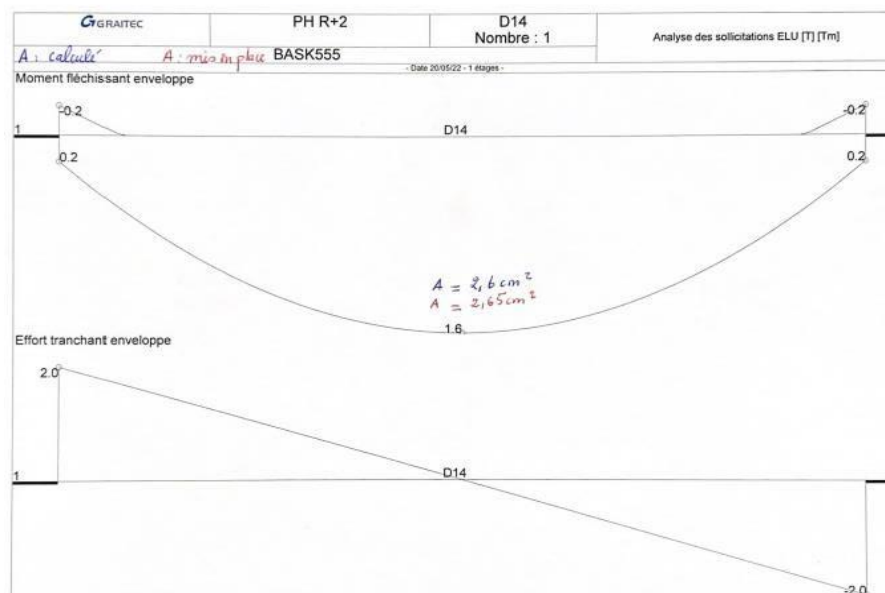 GRAITEC
PH R+2
D14
Nombre : 1
Analyse des sollicitations ELU [T] [Tm]
A : calculé
A : mis en place
BASK555
- Date 20/05/22 - 1 étages -
Moment fléchissant enveloppe
-0.2
-0.2
1
D14
0.2
0.2
A = 2,6 cm²
A = 2,65 cm²
1.6
Effort tranchant enveloppe
2.0
1
D14
-2.0